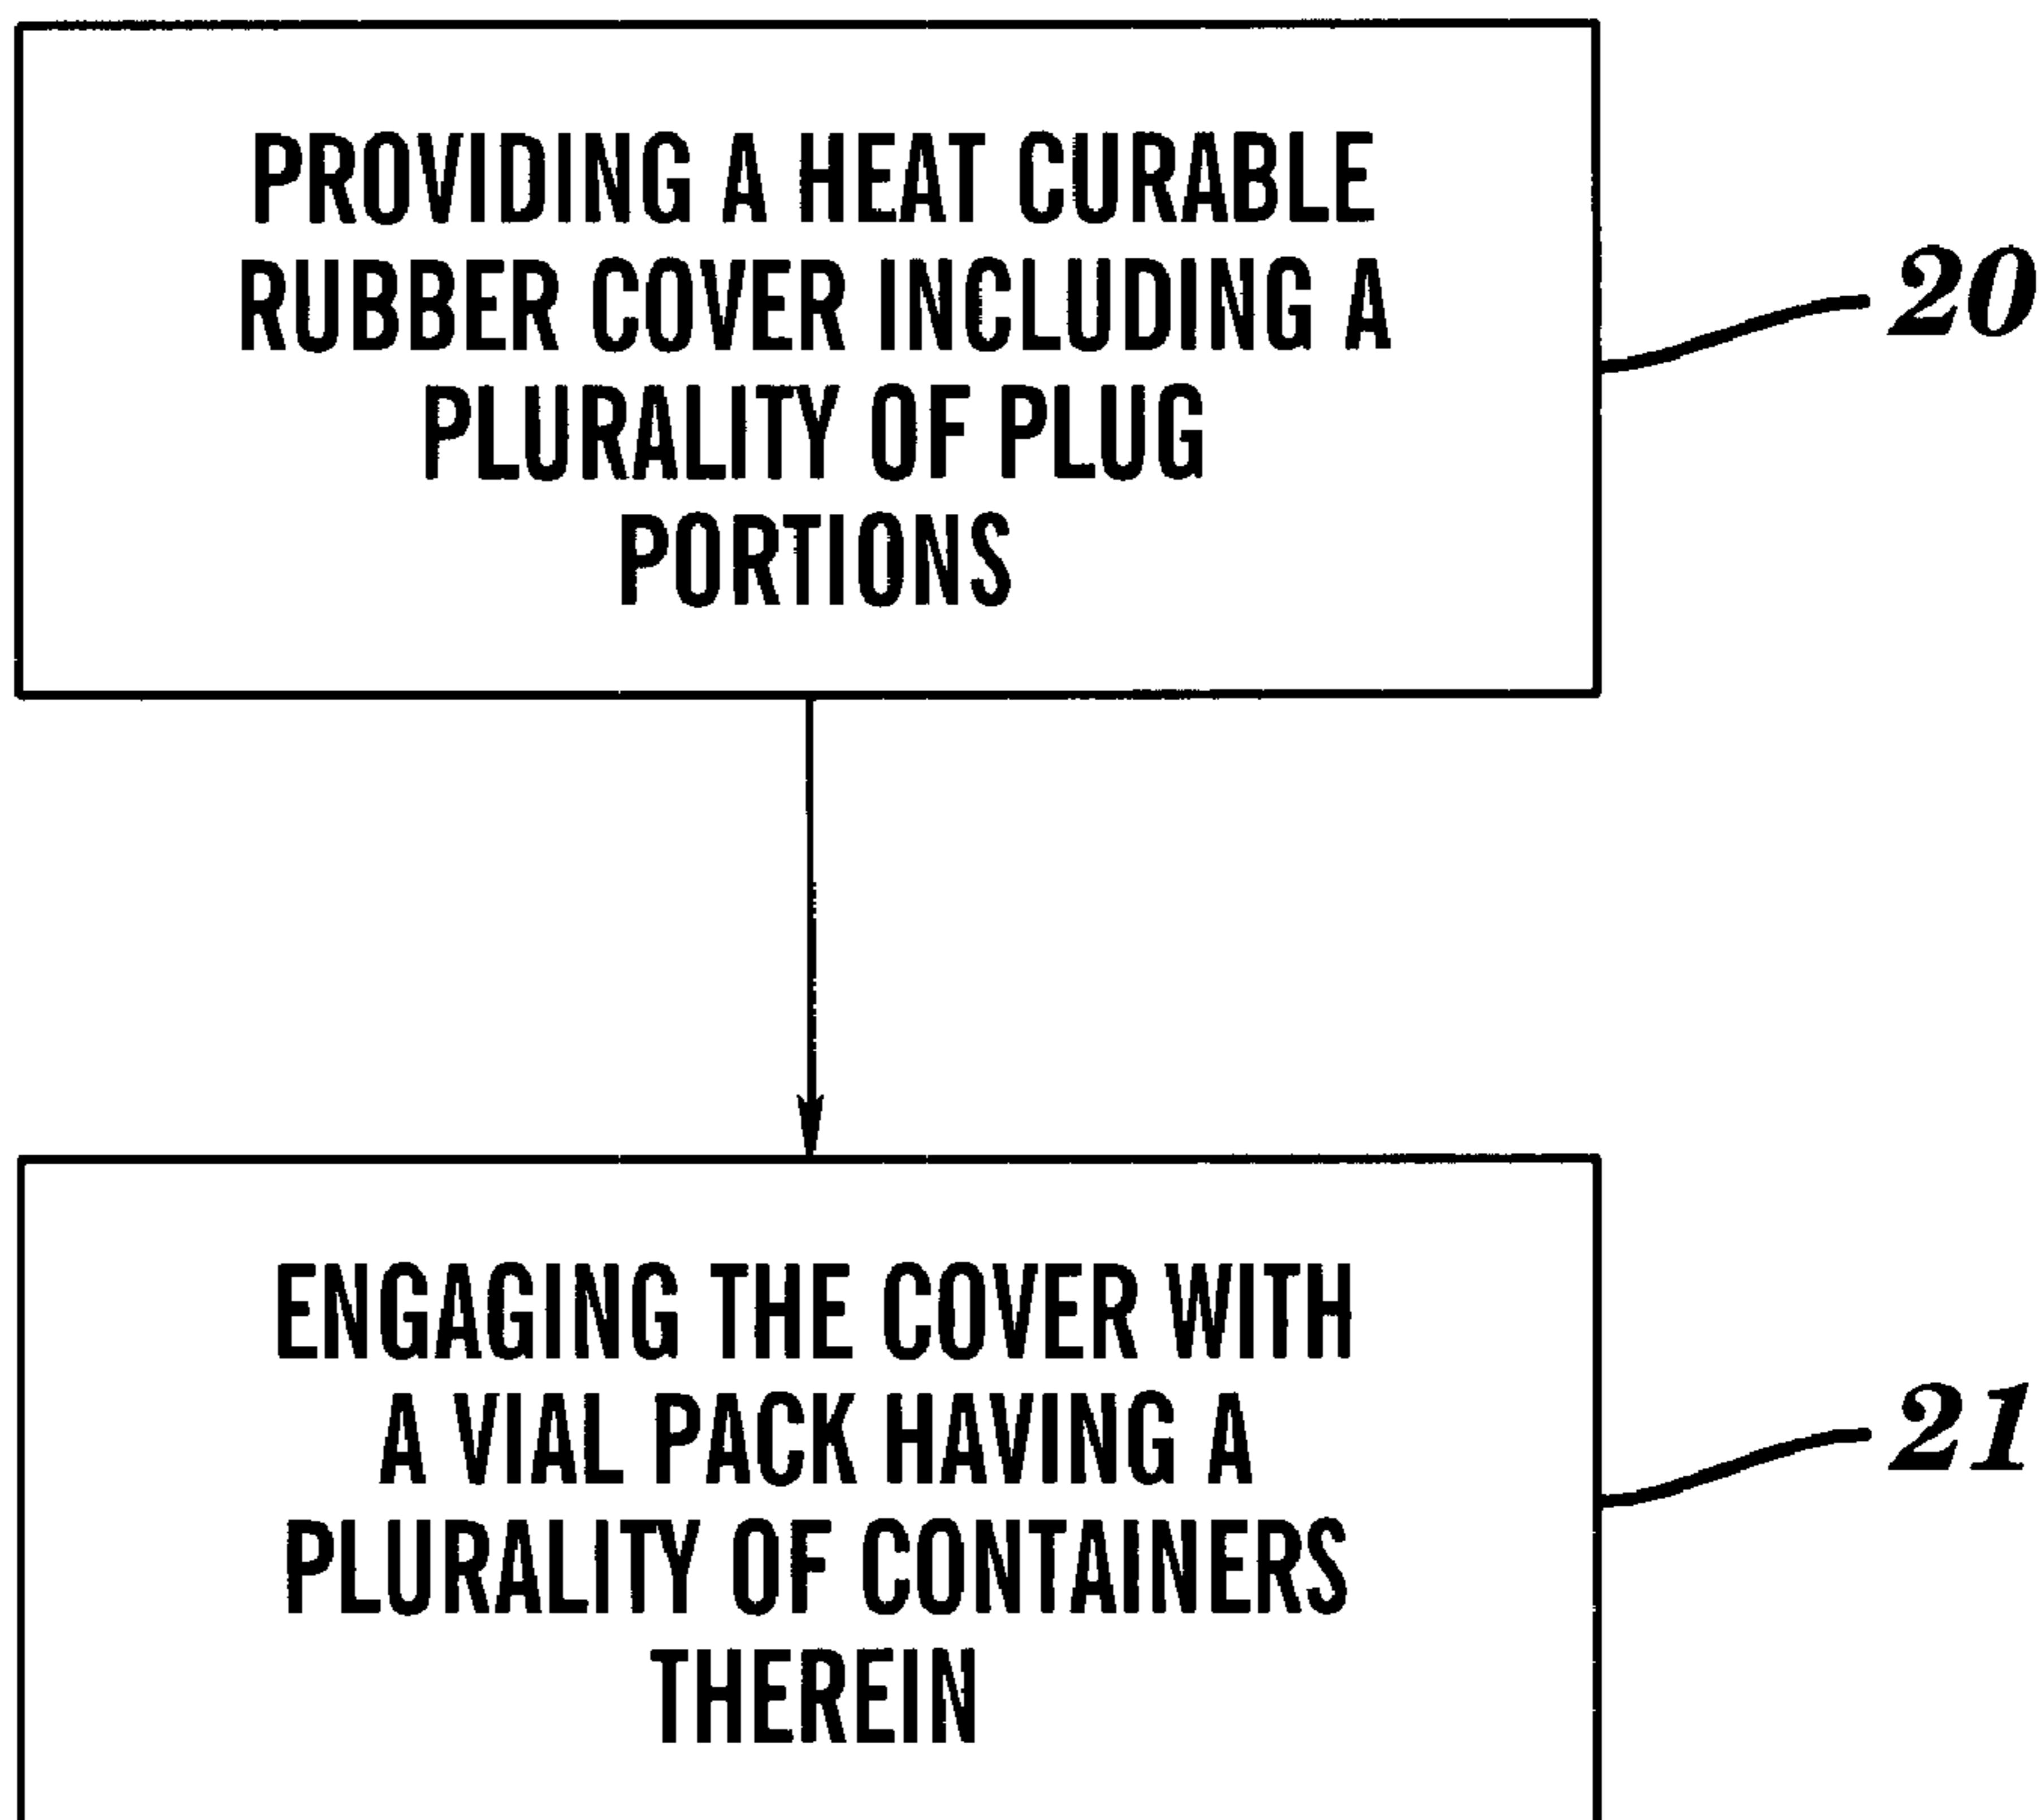 PROVIDING A HEAT CURABLE
RUBBER COVER INCLUDING A
PLURALITY OF PLUG
PORTIONS
20
ENGAGING THE COVER WITH
A VIAL PACK HAVING A
PLURALITY OF CONTAINERS
THEREIN
21